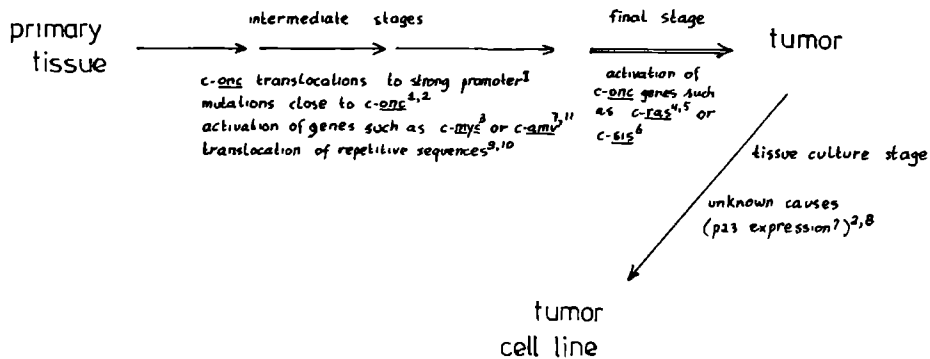 primary
tissue
intermediate stages
c-onc translocations to strong promoter¹
mutations close to c-onc¹,²
activation of genes such as c-myc³ or c-amv⁷,¹¹
translocation of repetitive sequences⁹,¹⁰
final stage
activation of
c-onc genes such
as c-ras⁴,⁵ or
c-sis⁶
tumor
tissue culture stage
unknown causes
(p23 expression?)²,⁸
tumor
cell line